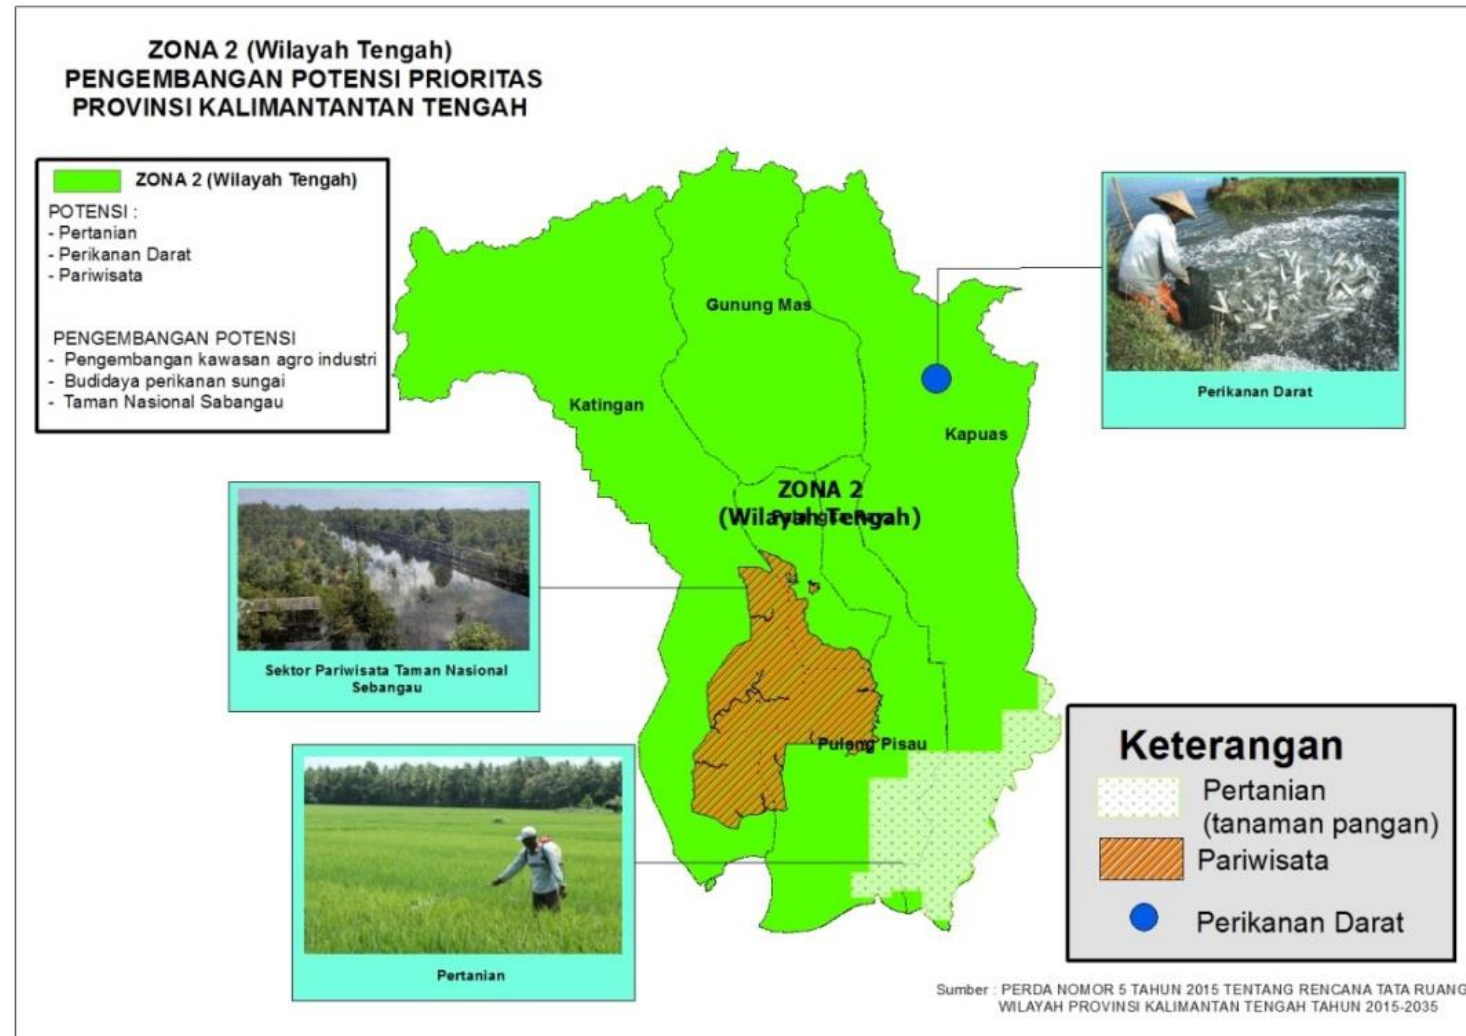 ZONA 2 (Wilayah Tengah)
PENGEMBANGAN POTENSI PRIORITAS
PROVINSI KALIMANTANTAN TENGAH
ZONA 2 (Wilayah Tengah)
POTENSI :
- Pertanian
- Perikanan Darat
- Pariwisata
PENGEMBANGAN POTENSI
- Pengembangan kawasan agro industri
- Budidaya perikanan sungai
- Taman Nasional Sabangau
Gunung Mas
Katingan
Kapuas
Perikanan Darat
ZONA 2
(Wilayah Tengah)
Sektor Pariwisata Taman Nasional
Sebangau
Pulang Pisau
Pertanian
Keterangan
Pertanian
(tanaman pangan)
Pariwisata
Perikanan Darat
Sumber : PERDA NOMOR 5 TAHUN 2015 TENTANG RENCANA TATA RUANG
WILAYAH PROVINSI KALIMANTAN TENGAH TAHUN 2015-2035